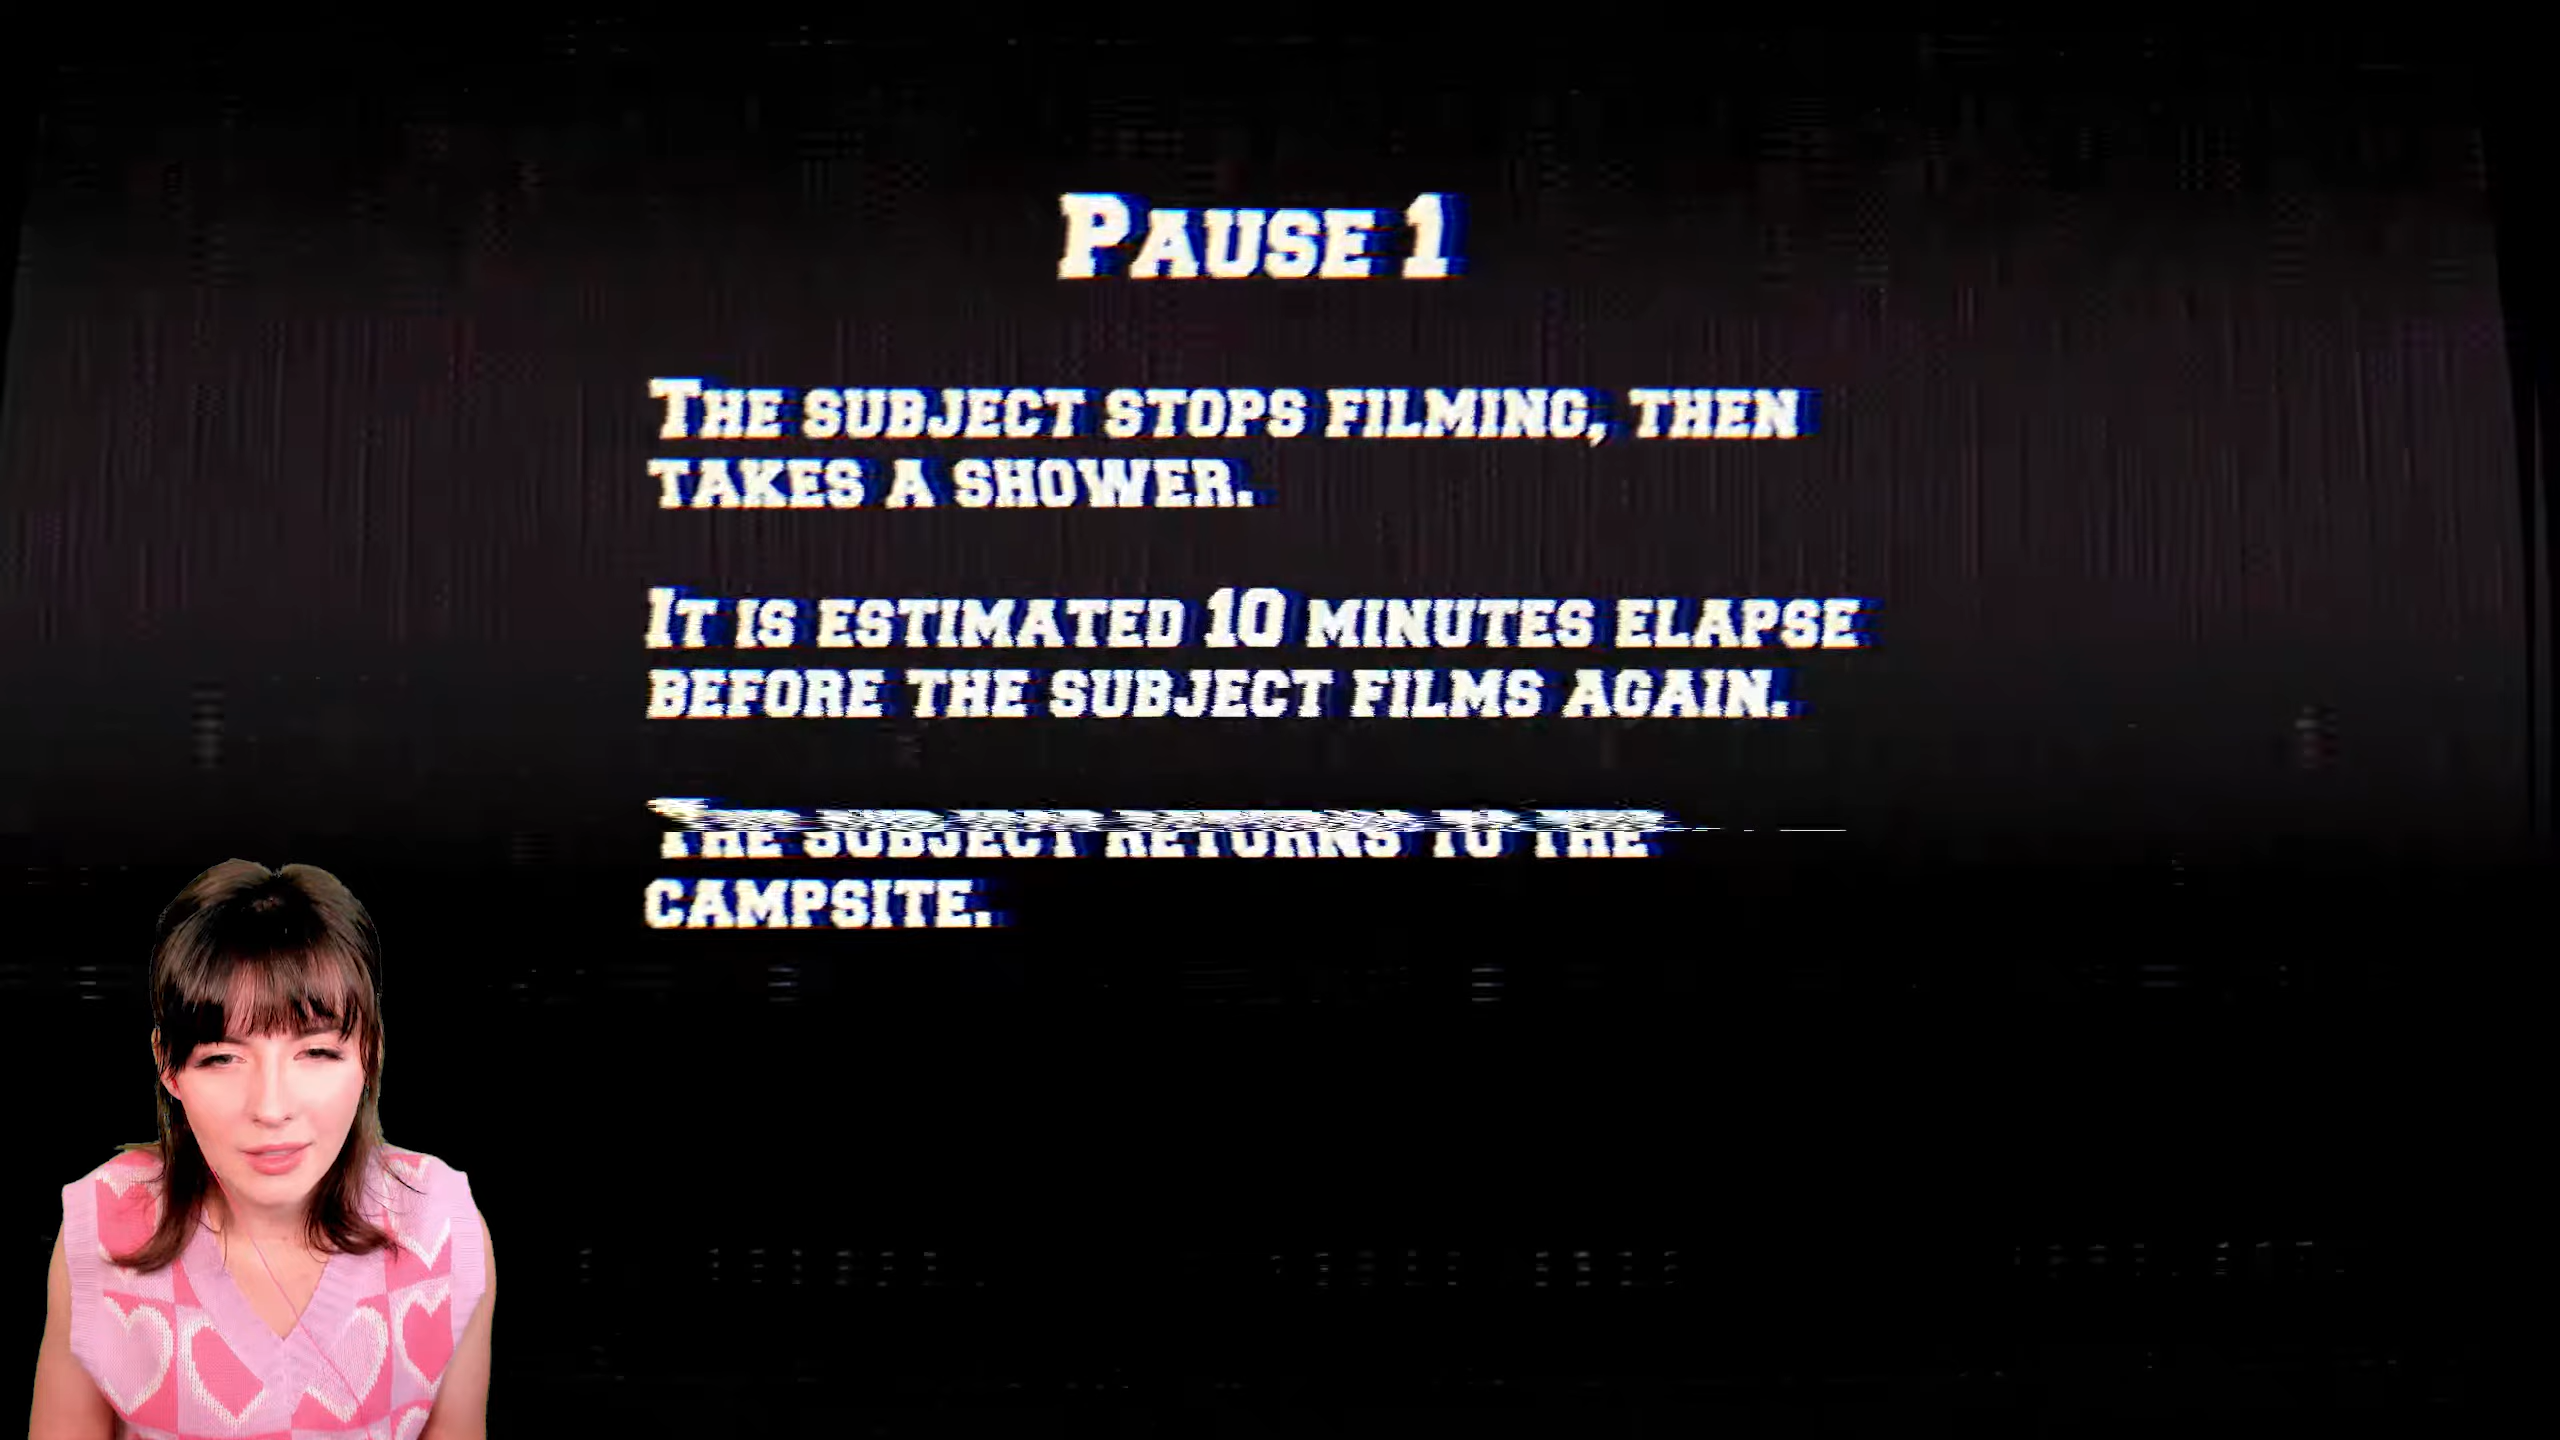 PAUSE 1
THE SUBJECT STOPS FILMING, THEN
TAKES A SHOWER.
IT IS ESTIMATED 10 MINUTES ELAPSE
BEFORE THE SUBJECT FILMS AGAIN.
THE SUBJECT RETURNS TO THE
CAMPSITE.